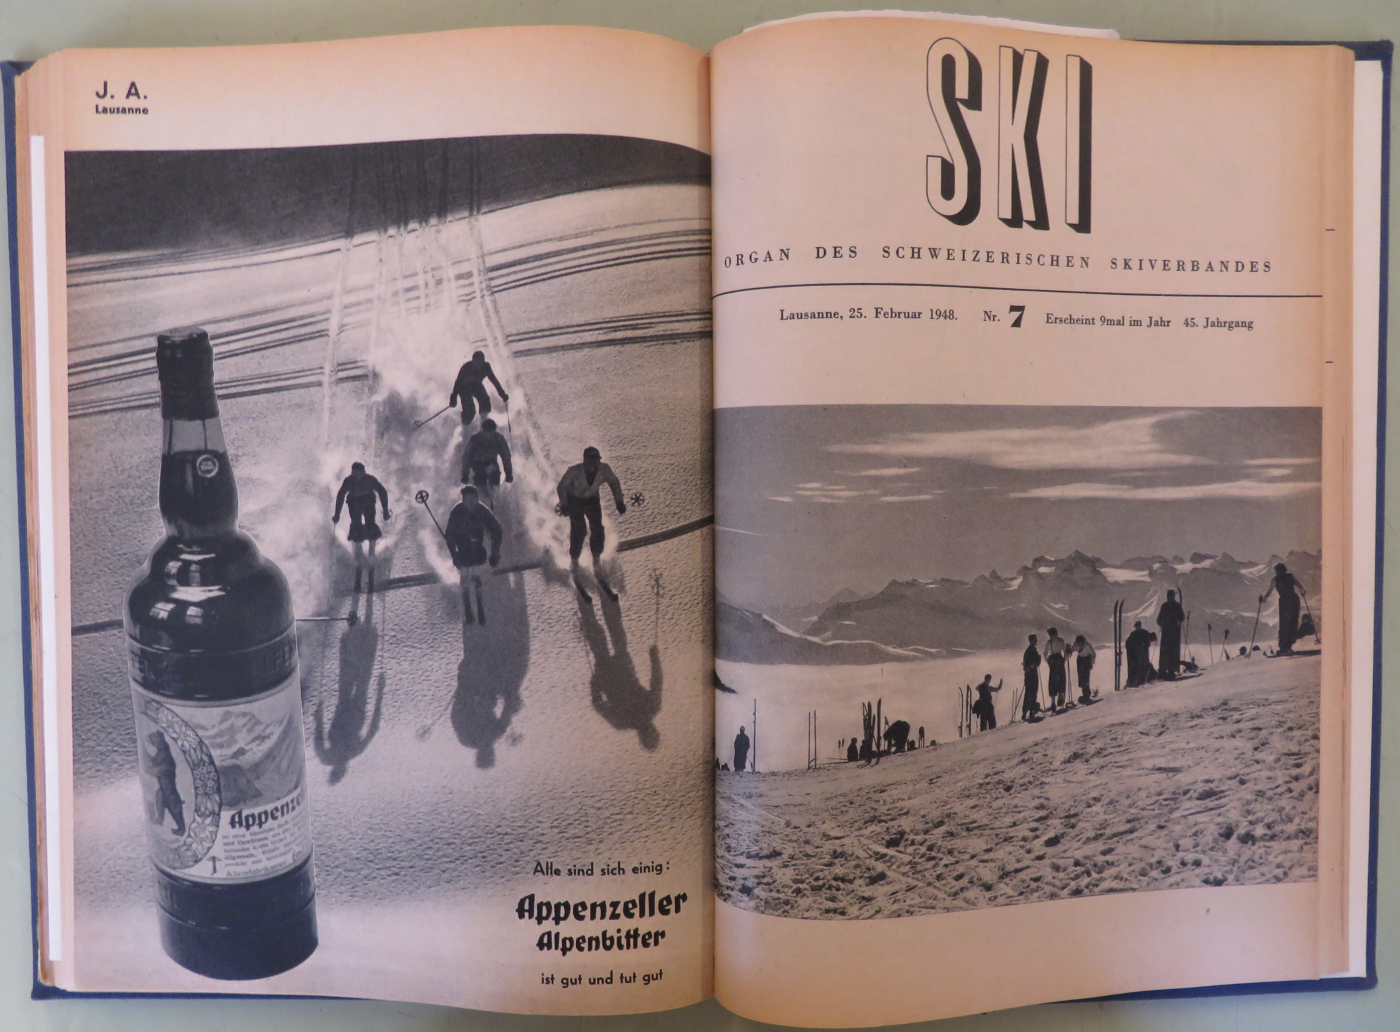 J. A.
Lausanne
Appenzel
Alle sind sich einig:
Appenzeller
Alpenbitter
ist gut und tut gut
SKI
ORGAN DES SCHWEIZERISCHEN SKIVERBANDES
Lausanne, 25. Februar 1948. Nr. 7 Erscheint 9mal im Jahr 45. Jahrgang